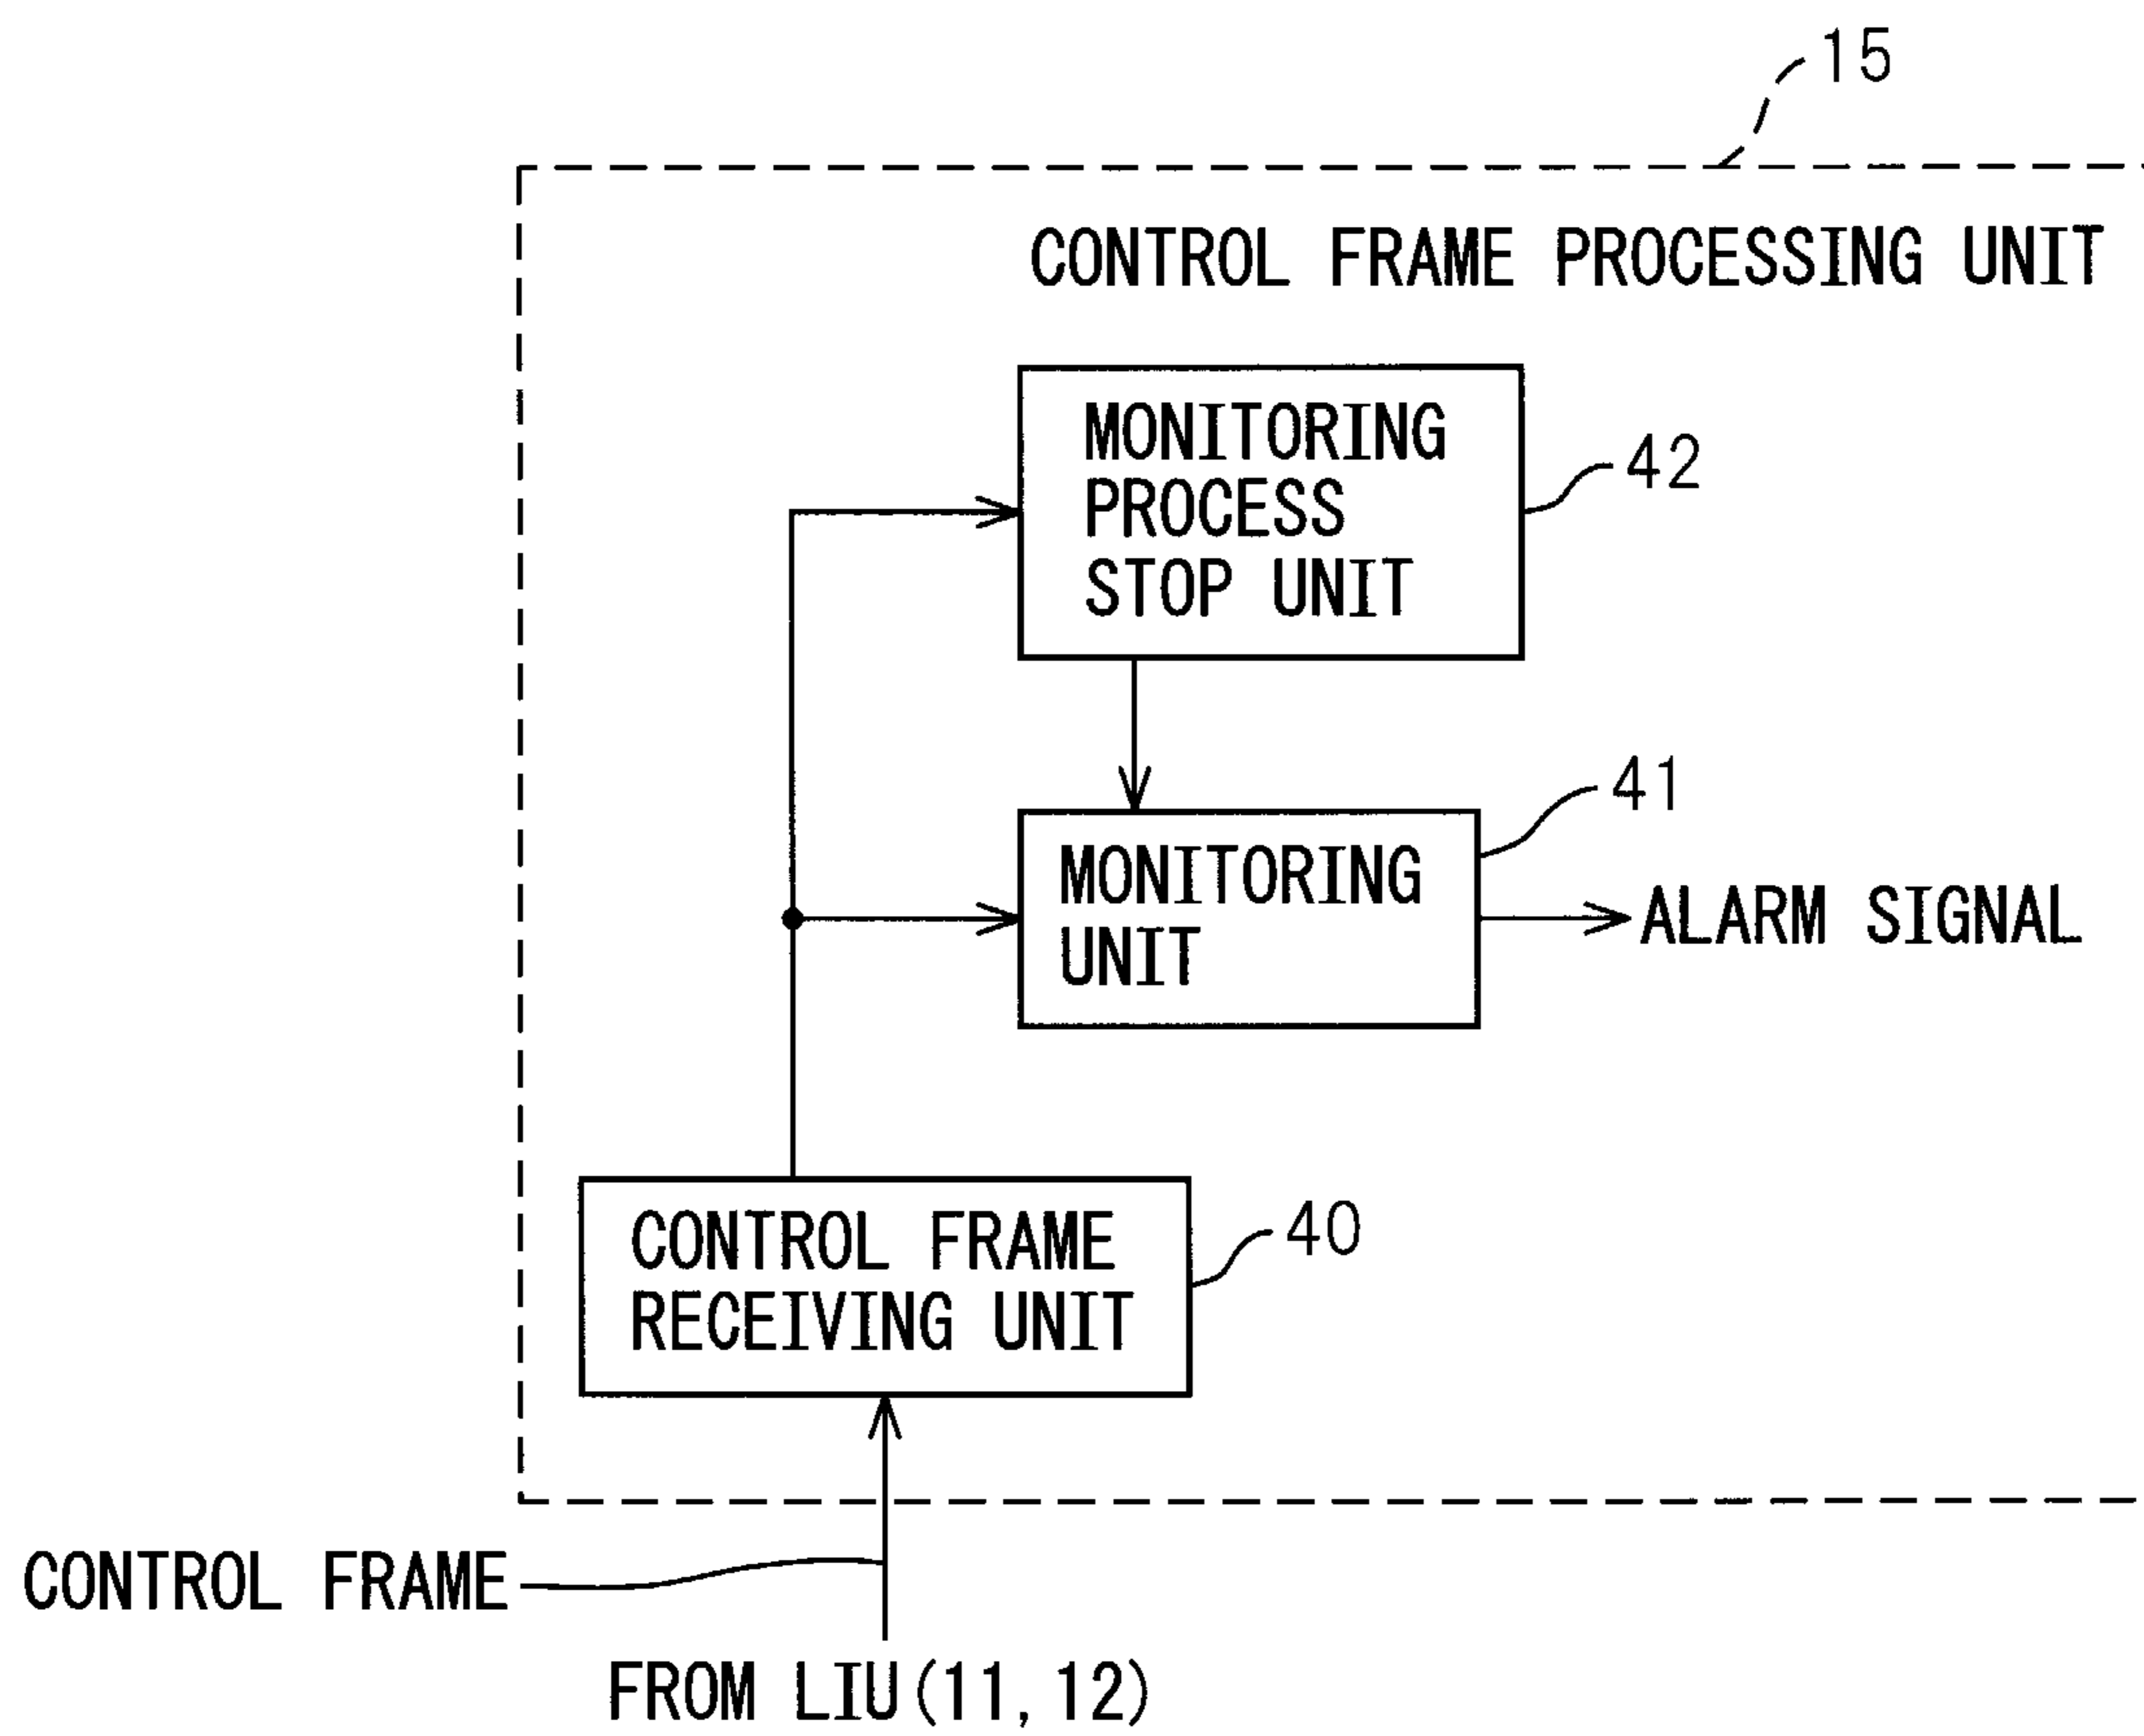 15
CONTROL FRAME PROCESSING UNIT
MONITORING
PROCESS
STOP UNIT
42
41
MONITORING
UNIT
ALARM SIGNAL
CONTROL FRAME
RECEIVING UNIT
40
CONTROL FRAME
FROM LIU(11,12)